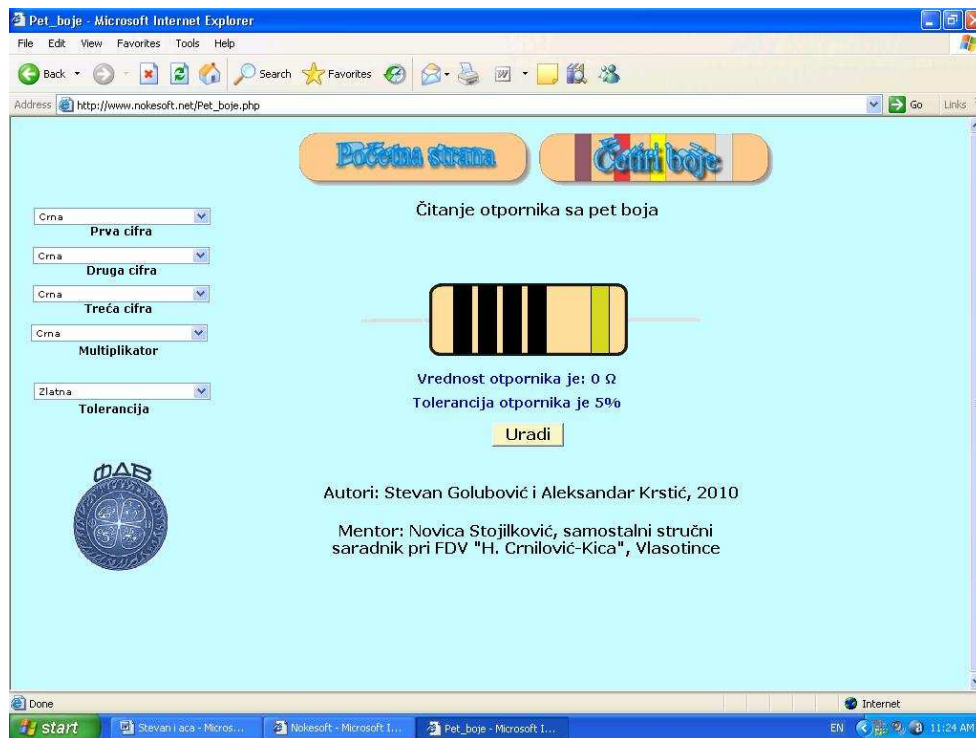 Pet_boje - Microsoft Internet Explorer
File Edit View Favorites Tools Help
Back Search Favorites
Address http://www.nokesoft.net/Pet_boje.php Go Links
Početna strana Četiri boje
Čitanje otpornika sa pet boja
Crna
Prva cifra
Crna
Druga cifra
Crna
Treća cifra
Crna
Multiplikator
Zlatna
Tolerancija
Vrednost otpornika je: 0 Ω
Tolerancija otpornika je 5%
Uradi
ФДВ
Autori: Stevan Golubović i Aleksandar Krstić, 2010
Mentor: Novica Stojilković, samostalni stručni
saradnik pri FDV "H. Crnilović-Kica", Vlasotince
Done Internet
start Stevan i aca - Micros... Nokesoft - Microsoft I... Pet_boje - Microsoft I... EN 11:24 AM